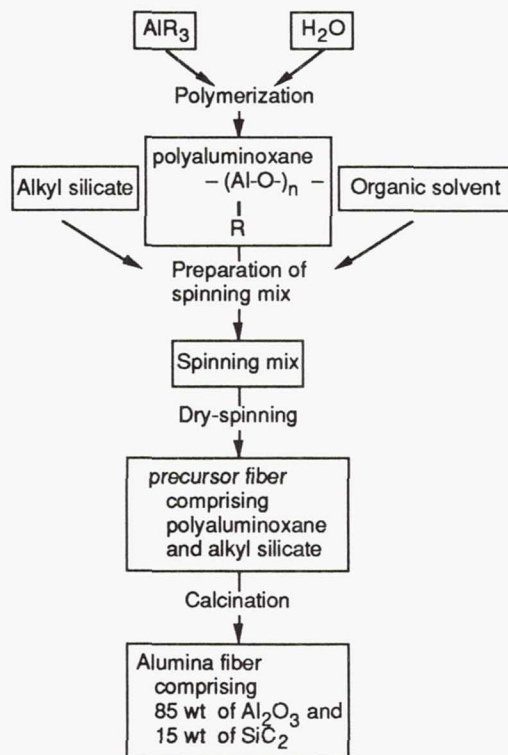 AlR3
H2O
Polymerization
polyaluminoxane
– (Al-O-)n –
R
Alkyl silicate
Organic solvent
Preparation of
spinning mix
Spinning mix
Dry-spinning
precursor fiber
comprising
polyaluminoxane
and alkyl silicate
Calcination
Alumina fiber
comprising
85 wt of Al2O3 and
15 wt of SiC2